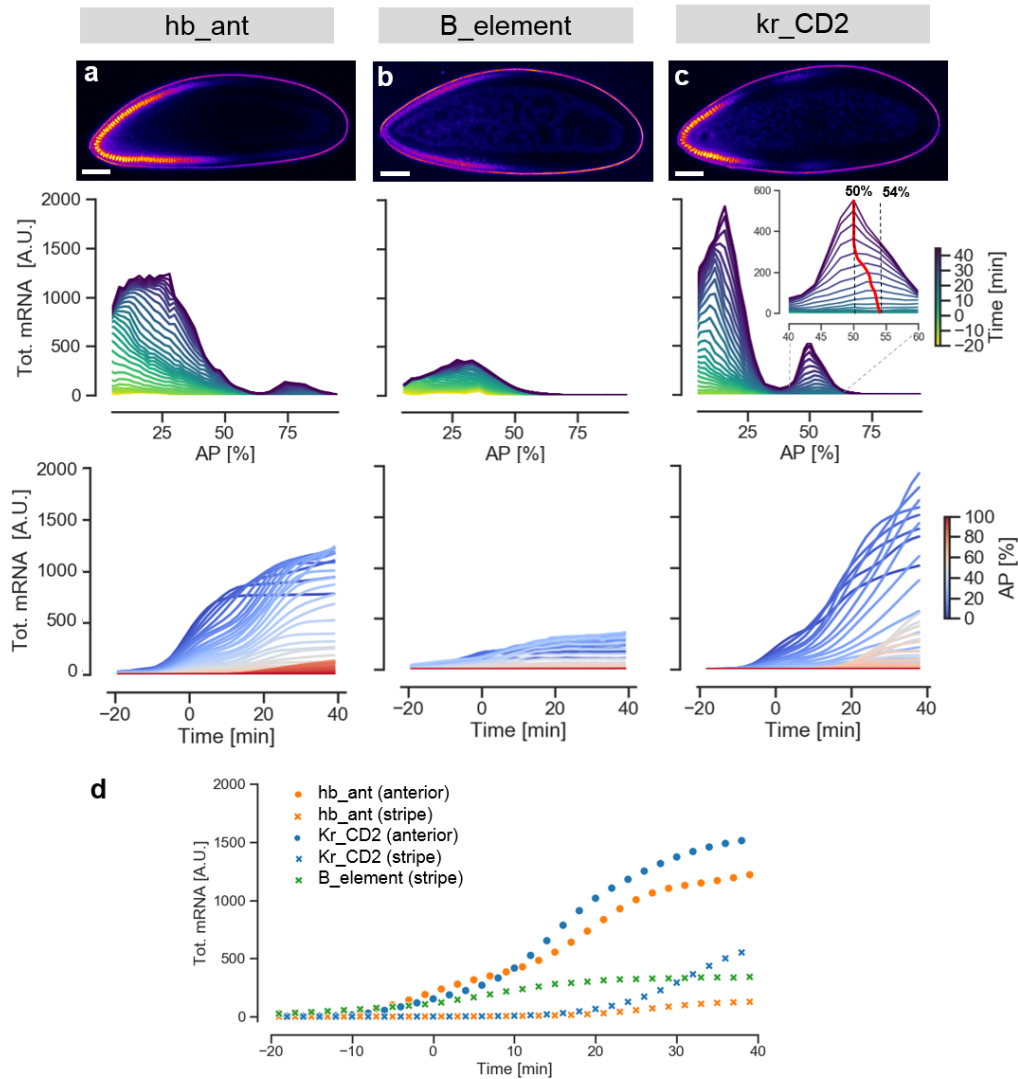 hb_ant
B_element
kr_CD2
a
b
c
2000
1500
1000
500
0
Tot. mRNA [A.U.]
25
50
75
AP [%]
25
50
75
AP [%]
600
400
200
0
50%
54%
40
45
50
55
60
25
50
75
AP [%]
40
30
20
10
0
−10
−20
Time [min]
2000
1500
1000
500
0
Tot. mRNA [A.U.]
−20
0
20
40
Time [min]
−20
0
20
40
Time [min]
−20
0
20
40
Time [min]
100
80
60
40
20
0
AP [%]
d
2000
1500
1000
500
0
Tot. mRNA [A.U.]
hb_ant (anterior)
hb_ant (stripe)
Kr_CD2 (anterior)
Kr_CD2 (stripe)
B_element (stripe)
−20
−10
0
10
20
30
40
Time [min]